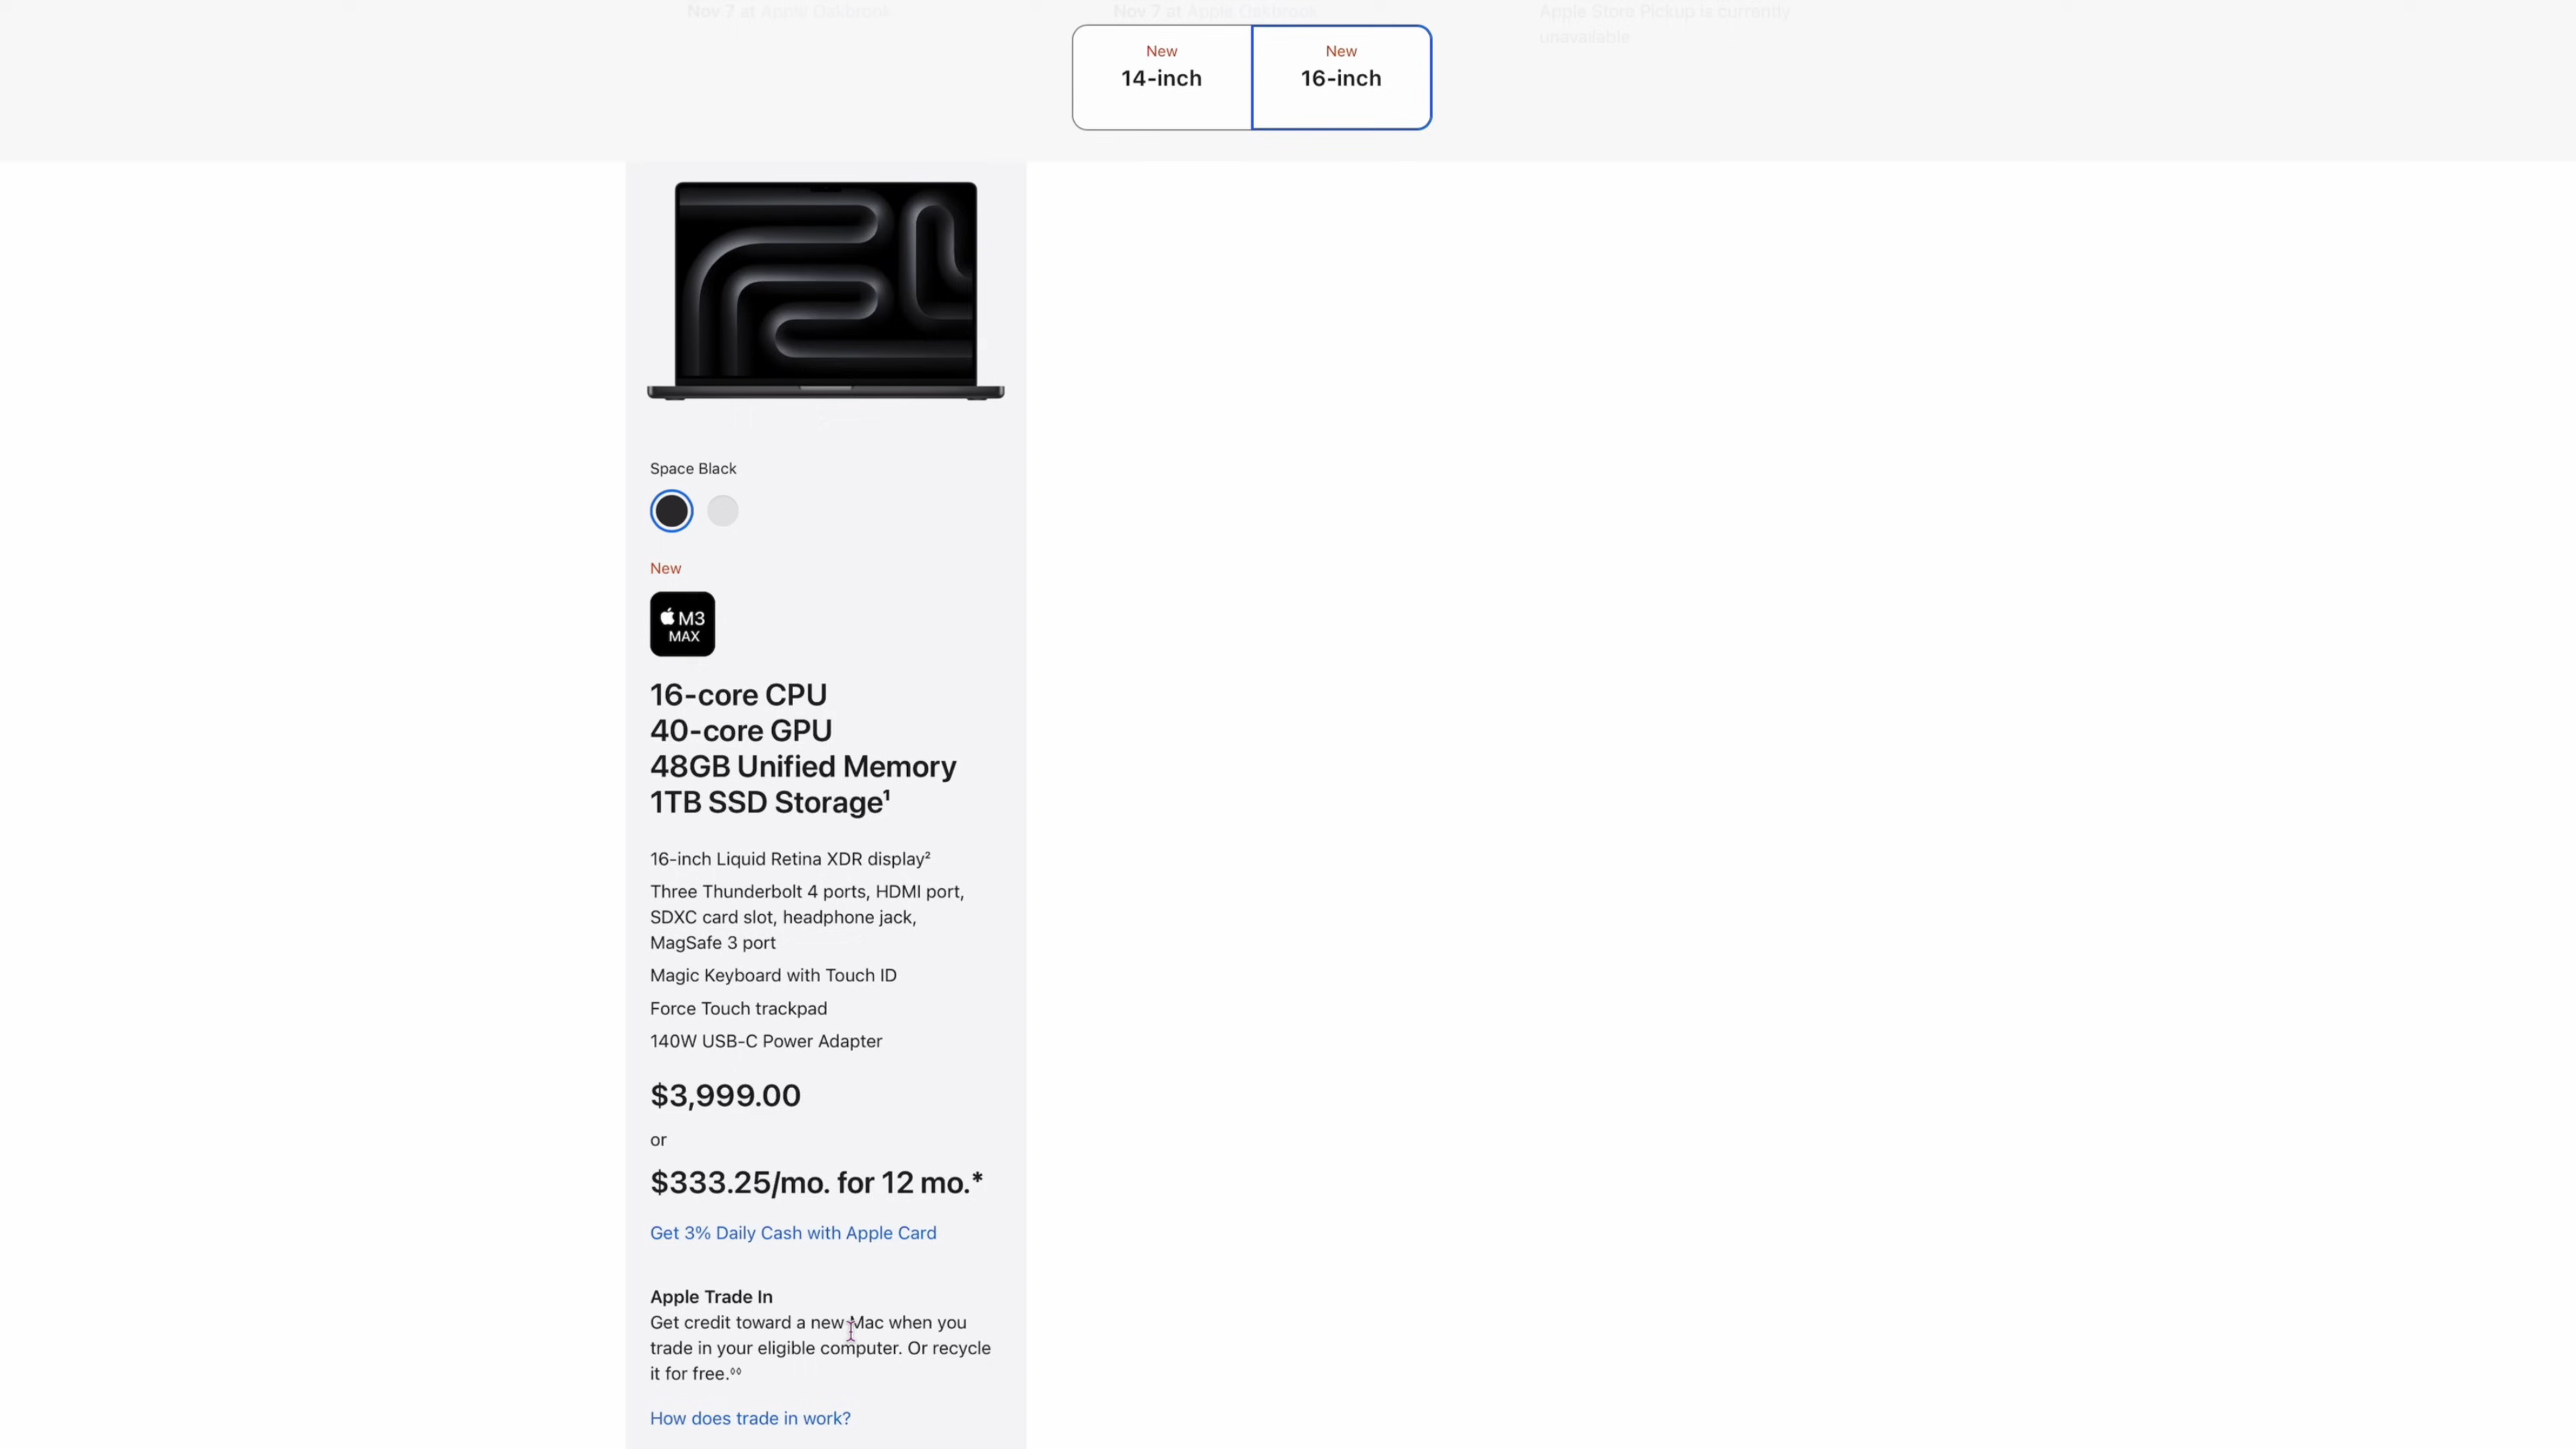 Nov 7 at Apple Oakbrook
Nov 7 at Apple Oakbrook
Apple Store Pickup is currently
unavailable
New
14-inch
New
16-inch
Space Black
New
M3
MAX
16-core CPU
40-core GPU
48GB Unified Memory
1TB SSD Storage¹
16-inch Liquid Retina XDR display²
Three Thunderbolt 4 ports, HDMI port,
SDXC card slot, headphone jack,
MagSafe 3 port
Magic Keyboard with Touch ID
Force Touch trackpad
140W USB-C Power Adapter
$3,999.00
or
$333.25/mo. for 12 mo.*
Get 3% Daily Cash with Apple Card
Apple Trade In
Get credit toward a new Mac when you
trade in your eligible computer. Or recycle
it for free.◊◊
How does trade in work?